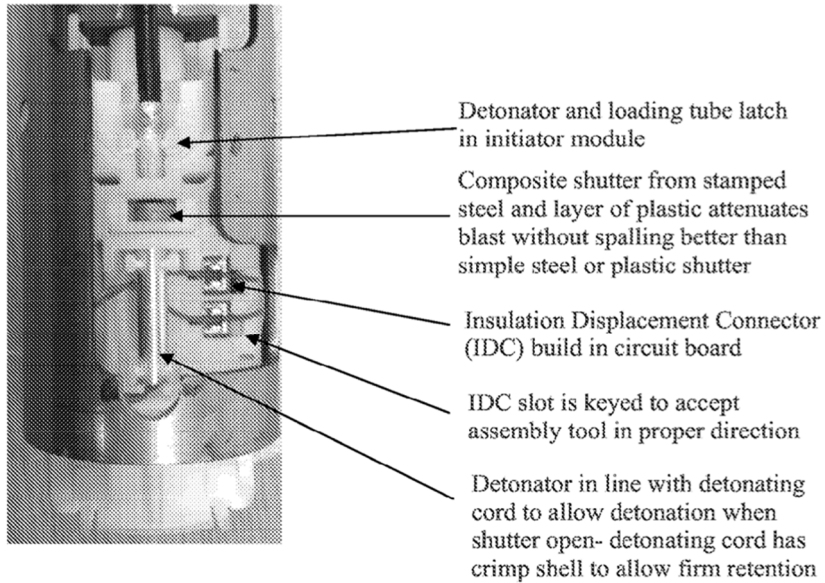 Detonator and loading tube latch
in initiator module
Composite shutter from stamped
steel and layer of plastic attenuates
blast without spalling better than
simple steel or plastic shutter
Insulation Displacement Connector
(IDC) build in circuit board
IDC slot is keyed to accept
assembly tool in proper direction
Detonator in line with detonating
cord to allow detonation when
shutter open- detonating cord has
crimp shell to allow firm retention